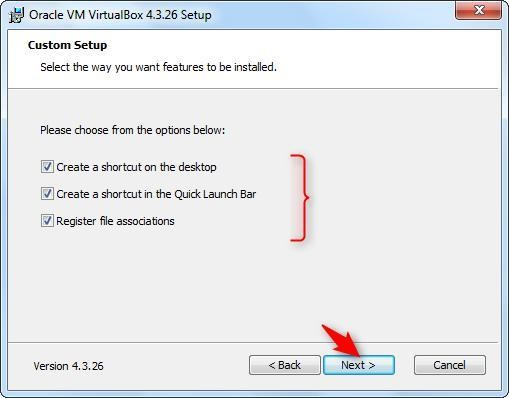 Oracle VM VirtualBox 4.3.26 Setup
Custom Setup
Select the way you want features to be installed.
Please choose from the options below:
Create a shortcut on the desktop
Create a shortcut in the Quick Launch Bar
Register file associations
Version 4.3.26
< Back
Next >
Cancel